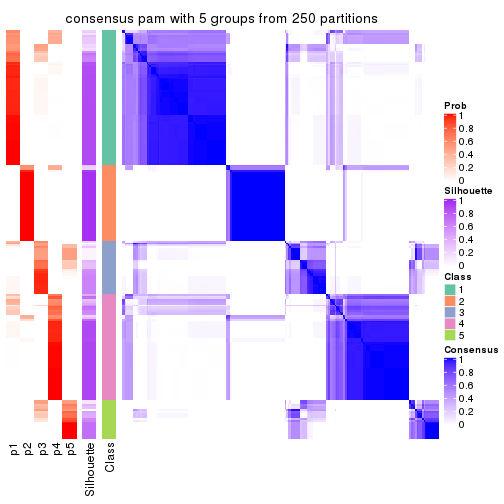 consensus pam with 5 groups from 250 partitions
Prob
1
0.8
0.6
0.4
0.2
0
Silhouette
1
0.8
0.6
0.4
0.2
0
Class
1
2
3
4
5
Consensus
1
0.8
0.6
0.4
0.2
0
p1
p2
p3
p4
p5
Silhouette
Class